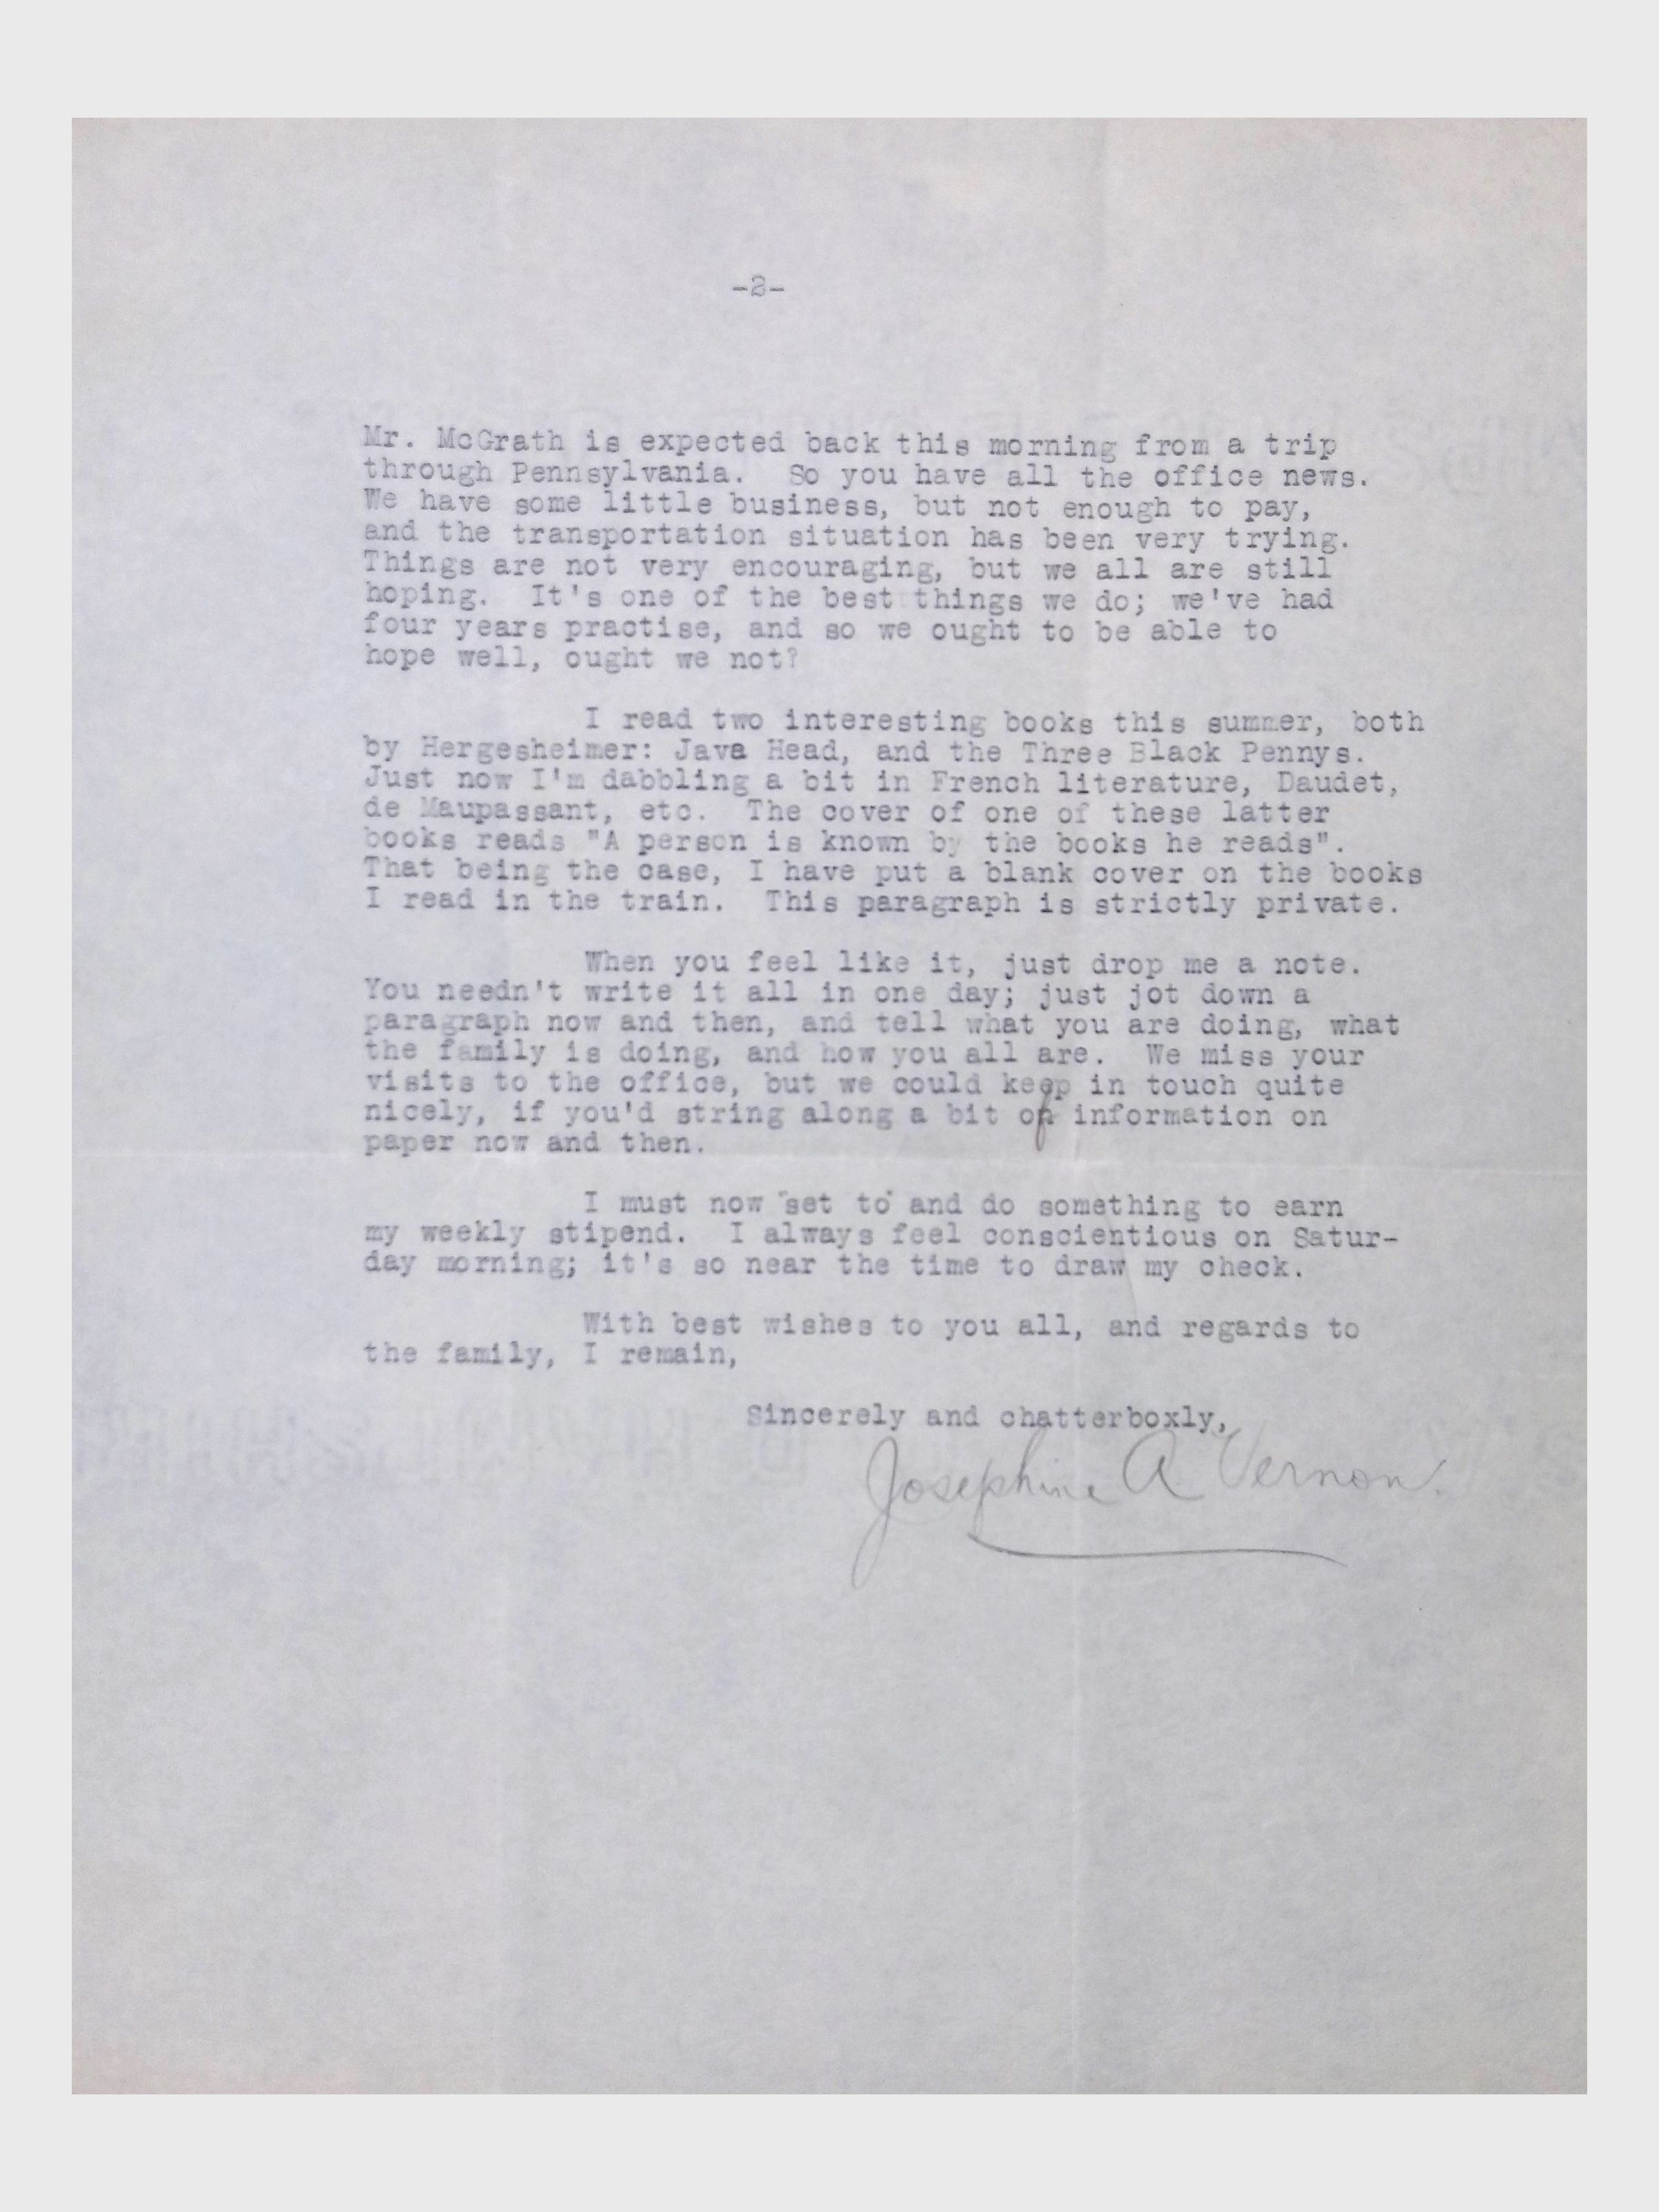 -2-
Mr. McGrath is expected back this morning from a trip
through Pennsylvania. So you have all the office news.
We have some little business, but not enough to pay,
and the transportation situation has been very trying.
Things are not very encouraging, but we all are still
hoping. It's one of the best things we do; we've had
four years practise, and so we ought to be able to
hope well, ought we not?
I read two interesting books this summer, both
by Hergesheimer: Java Head, and the Three Black Pennys.
Just now I'm dabbling a bit in French literature, Daudet,
de Maupassant, etc. The cover of one of these latter
books reads "A person is known by the books he reads".
That being the case, I have put a blank cover on the books
I read in the train. This paragraph is strictly private.
When you feel like it, just drop me a note.
You needn't write it all in one day; just jot down a
paragraph now and then, and tell what you are doing, what
the family is doing, and how you all are. We miss your
visits to the office, but we could keep in touch quite
nicely, if you'd string along a bit of information on
paper now and then.
I must now "set to" and do something to earn
my weekly stipend. I always feel conscientious on Satur-
day morning; it's so near the time to draw my check.
With best wishes to you all, and regards to
the family, I remain,
Sincerely and chatterboxly,
Josephine A Vernon.